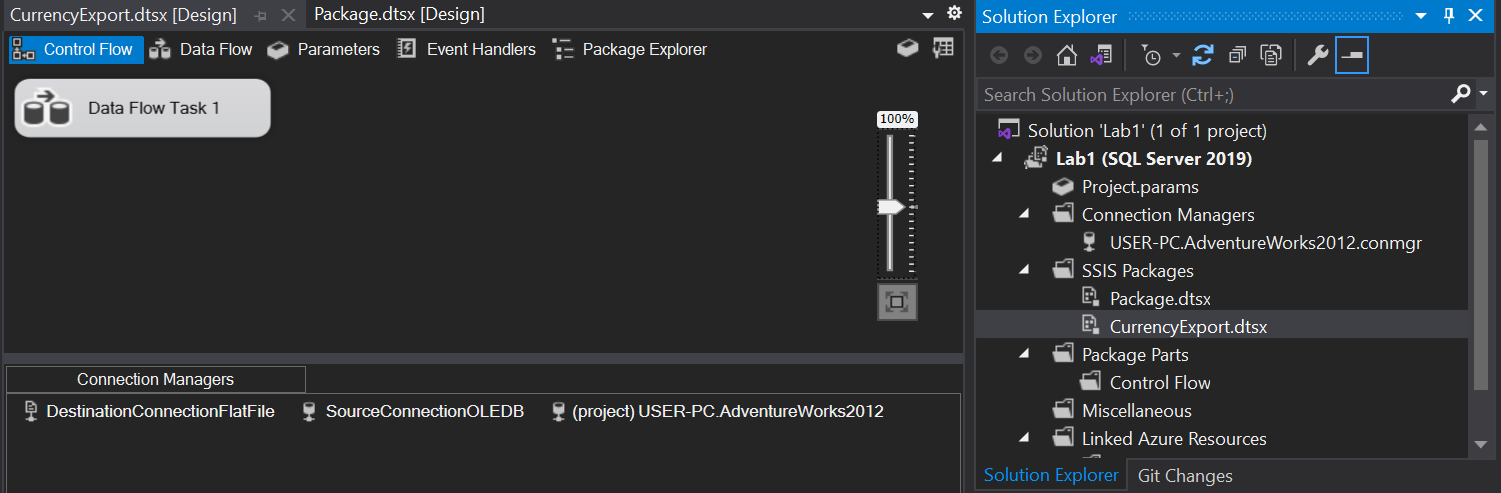 CurrencyExport.dtsx [Design]
Package.dtsx [Design]
Control Flow
Data Flow
Parameters
Event Handlers
Package Explorer
Data Flow Task 1
100%
Connection Managers
DestinationConnectionFlatFile
SourceConnectionOLEDB
(project) USER-PC.AdventureWorks2012
Solution Explorer
Search Solution Explorer (Ctrl+;)
Solution 'Lab1' (1 of 1 project)
Lab1 (SQL Server 2019)
Project.params
Connection Managers
USER-PC.AdventureWorks2012.conmgr
SSIS Packages
Package.dtsx
CurrencyExport.dtsx
Package Parts
Control Flow
Miscellaneous
Linked Azure Resources
Solution Explorer
Git Changes